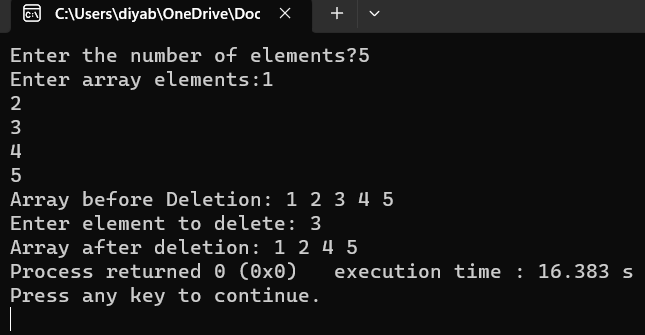 C:\Users\diyab\OneDrive\Doc
Enter the number of elements?5
Enter array elements:1
2
3
4
5
Array before Deletion: 1 2 3 4 5
Enter element to delete: 3
Array after deletion: 1 2 4 5
Process returned 0 (0x0)   execution time : 16.383 s
Press any key to continue.